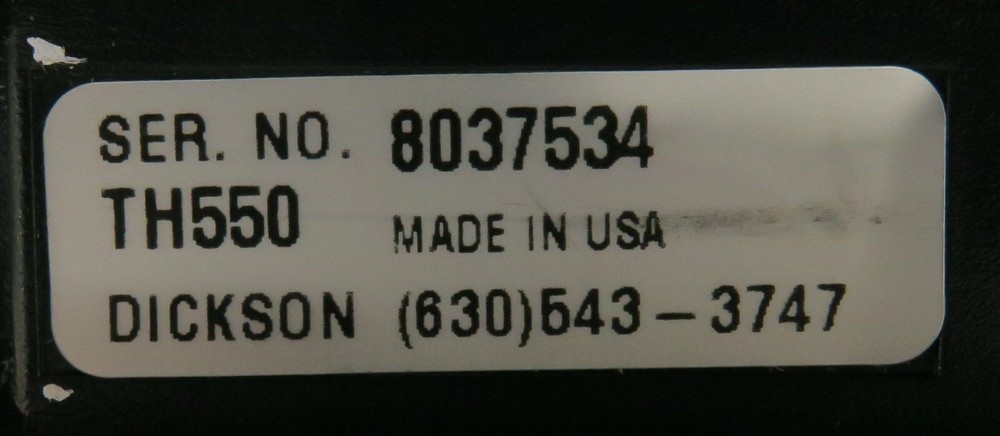 SER. NO. 8037534
TH550 MADE IN USA
DICKSON (630)543-3747